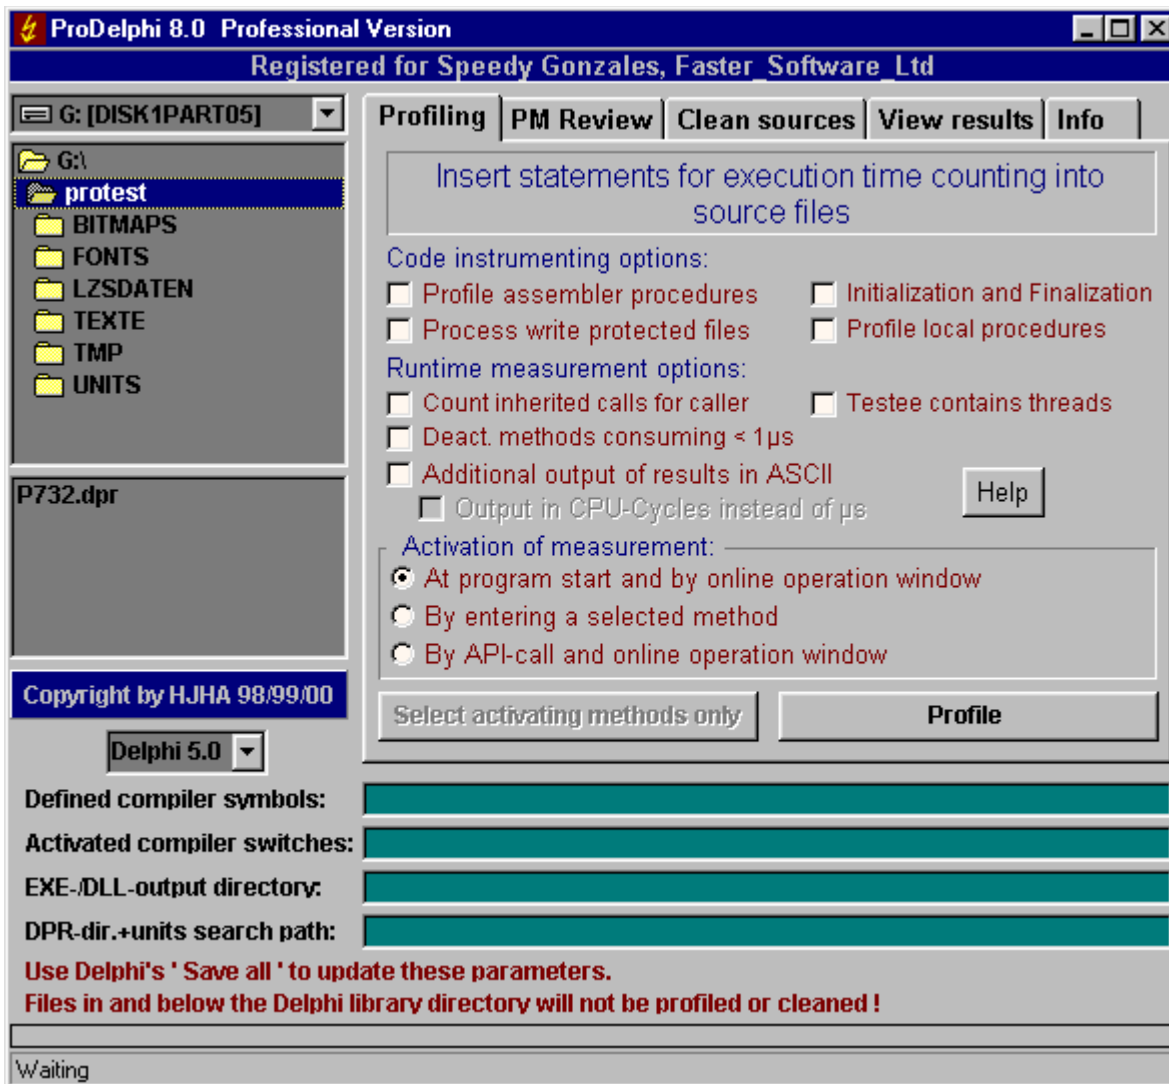 ProDelphi 8.0 Professional Version
Registered for Speedy Gonzales, Faster_Software_Ltd
G: [DISK1PART05]
G:\
protest
BITMAPS
FONTS
LZSDATEN
TEXTE
TMP
UNITS
P732.dpr
Copyright by HJHA 98/99/00
Delphi 5.0
Profiling PM Review Clean sources View results Info
Insert statements for execution time counting into
source files
Code instrumenting options:
Profile assembler procedures Initialization and Finalization
Process write protected files Profile local procedures
Runtime measurement options:
Count inherited calls for caller Testee contains threads
Deact. methods consuming < 1µs
Additional output of results in ASCII
Output in CPU-Cycles instead of µs
Help
Activation of measurement:
At program start and by online operation window
By entering a selected method
By API-call and online operation window
Select activating methods only Profile
Defined compiler symbols:
Activated compiler switches:
EXE-/DLL-output directory:
DPR-dir.+units search path:
Use Delphi's ' Save all ' to update these parameters.
Files in and below the Delphi library directory will not be profiled or cleaned !
Waiting